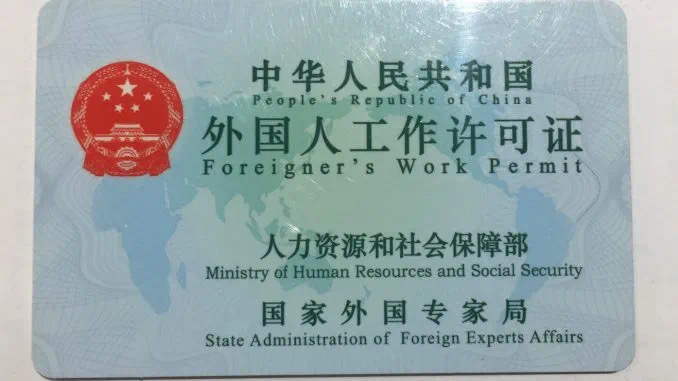 中华人民共和国
People's Republic of China
外国人工作许可证
Foreigner's Work Permit
人力资源和社会保障部
Ministry of Human Resources and Social Security
国家外国专家局
State Administration of Foreign Experts Affairs